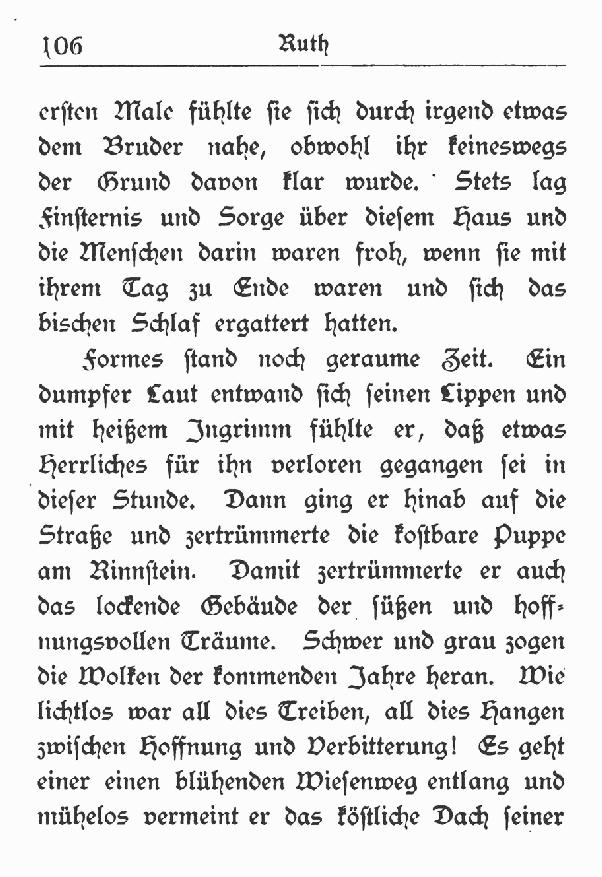 106 Ruth
ersten Male fühlte sie sich durch irgend etwas
dem Bruder nahe, obwohl ihr keineswegs
der Grund davon klar wurde. Stets lag
Finsternis und Sorge über diesem Haus und
die Menschen darin waren froh, wenn sie mit
ihrem Tag zu Ende waren und sich das
bischen Schlaf ergattert hatten.
Formes stand noch geraume Zeit. Ein
dumpfer Laut entwand sich seinen Lippen und
mit heißem Ingrimm fühlte er, daß etwas
Herrliches für ihn verloren gegangen sei in
dieser Stunde. Dann ging er hinab auf die
Straße und zertrümmerte die kostbare Puppe
am Rinnstein. Damit zertrümmerte er auch
das lockende Gebäude der süßen und hoff-
nungsvollen Träume. Schwer und grau zogen
die Wolken der kommenden Jahre heran. Wie
lichtlos war all dies Treiben, all dies Hangen
zwischen Hoffnung und Verbitterung! Es geht
einer einen blühenden Wiesenweg entlang und
mühelos vermeint er das köstliche Dach seiner